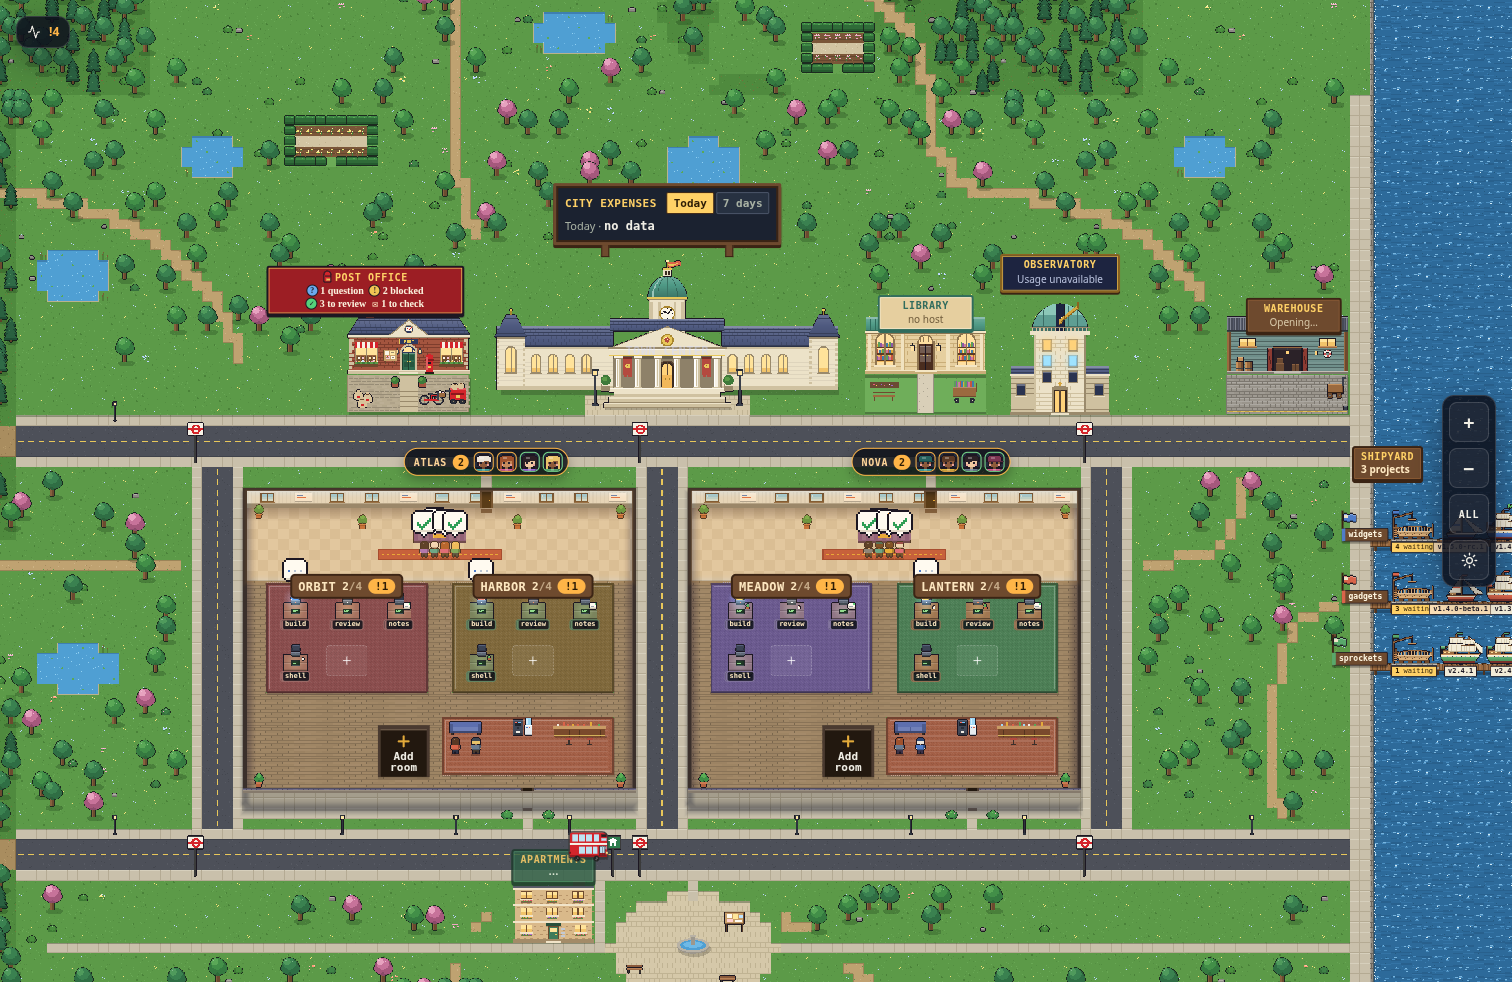 !4
CITY EXPENSES Today 7 days
Today · no data
POST OFFICE
? 1 question ! 2 blocked
✓ 3 to review ✉ 1 to check
OBSERVATORY
Usage unavailable
LIBRARY
no host
WAREHOUSE
Opening...
+
−
ALL
SHIPYARD
3 projects
ATLAS 2
NOVA 2
widgets
4 waiting
gadgets
v1.4.0-beta.1
sprockets
1 waiting
v2.4.1
ORBIT 2/4 !1
HARBOR 2/4 !1
MEADOW 2/4 !1
LANTERN 2/4 !1
build review notes
build review notes
build review notes
build review notes
shell +
shell +
shell +
shell +
+
Add
room
+
Add
room
APARTMENTS
...